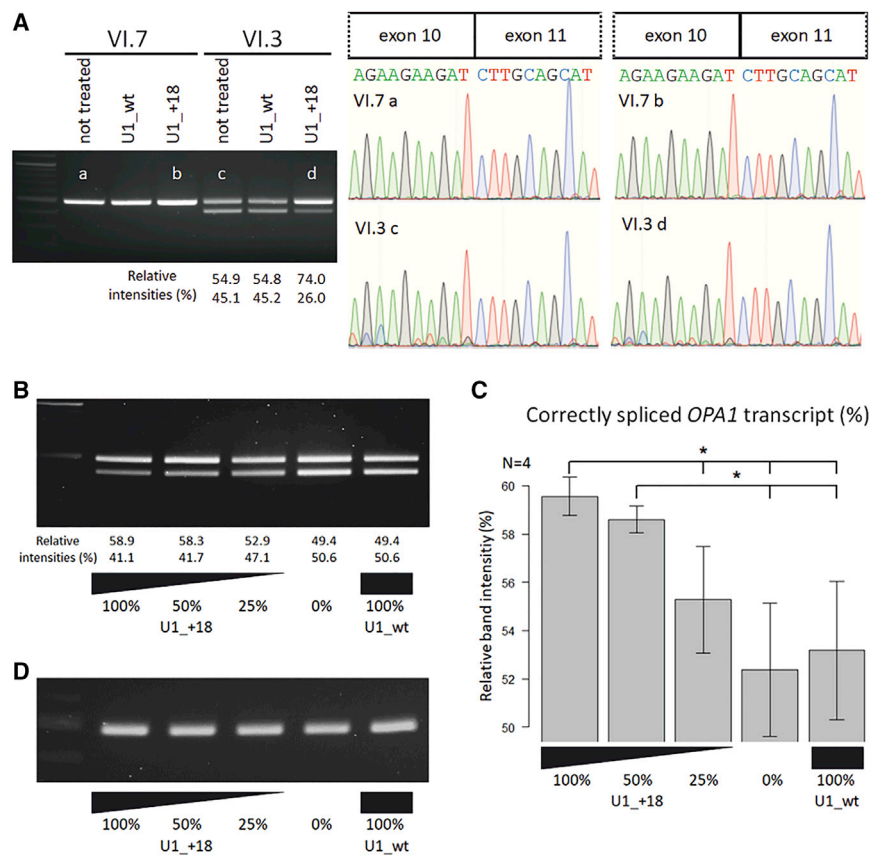 A
VI.7
VI.3
not treated
U1_wt
U1_+18
not treated
U1_wt
U1_+18
a
b
c
d
Relative
intensities (%)
54.9 54.8 74.0
45.1 45.2 26.0
exon 10 exon 11
AGAAGAAGAT CTTGCAGCAT
VI.7 a
VI.3 c
exon 10 exon 11
AGAAGAAGAT CTTGCAGCAT
VI.7 b
VI.3 d
B
Relative
intensities (%)
58.9 58.3 52.9 49.4 49.4
41.1 41.7 47.1 50.6 50.6
100% 50% 25% 0% 100%
U1_+18 U1_wt
C
Correctly spliced OPA1 transcript (%)
N=4
*
*
Relative band intensitiy (%)
60
58
56
54
52
50
100% 50% 25% 0% 100%
U1_+18 U1_wt
D
100% 50% 25% 0% 100%
U1_+18 U1_wt